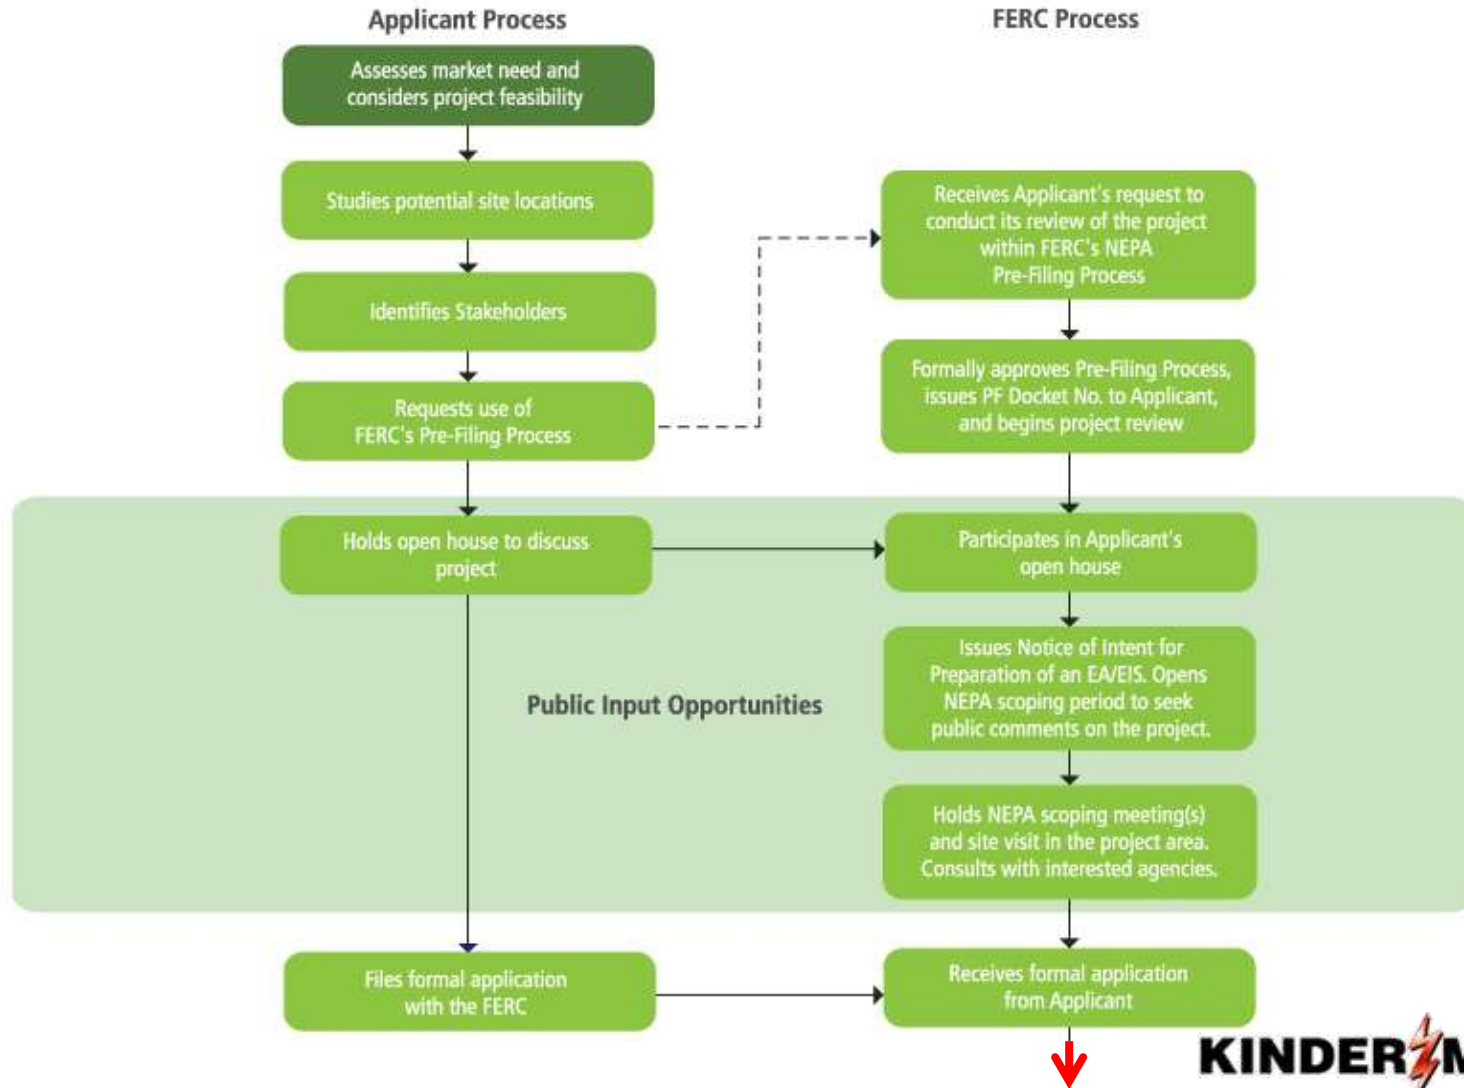 Applicant Process
FERC Process
Assesses market need and
considers project feasibility
Studies potential site locations
Identifies Stakeholders
Requests use of
FERC's Pre-Filing Process
Receives Applicant's request to
conduct its review of the project
within FERC's NEPA
Pre-Filing Process
Formally approves Pre-Filing Process,
issues PF Docket No. to Applicant,
and begins project review
Holds open house to discuss
project
Participates in Applicant's
open house
Issues Notice of Intent for
Preparation of an EA/EIS. Opens
NEPA scoping period to seek
public comments on the project.
Public Input Opportunities
Holds NEPA scoping meeting(s)
and site visit in the project area.
Consults with interested agencies.
Files formal application
with the FERC
Receives formal application
from Applicant
KINDER M